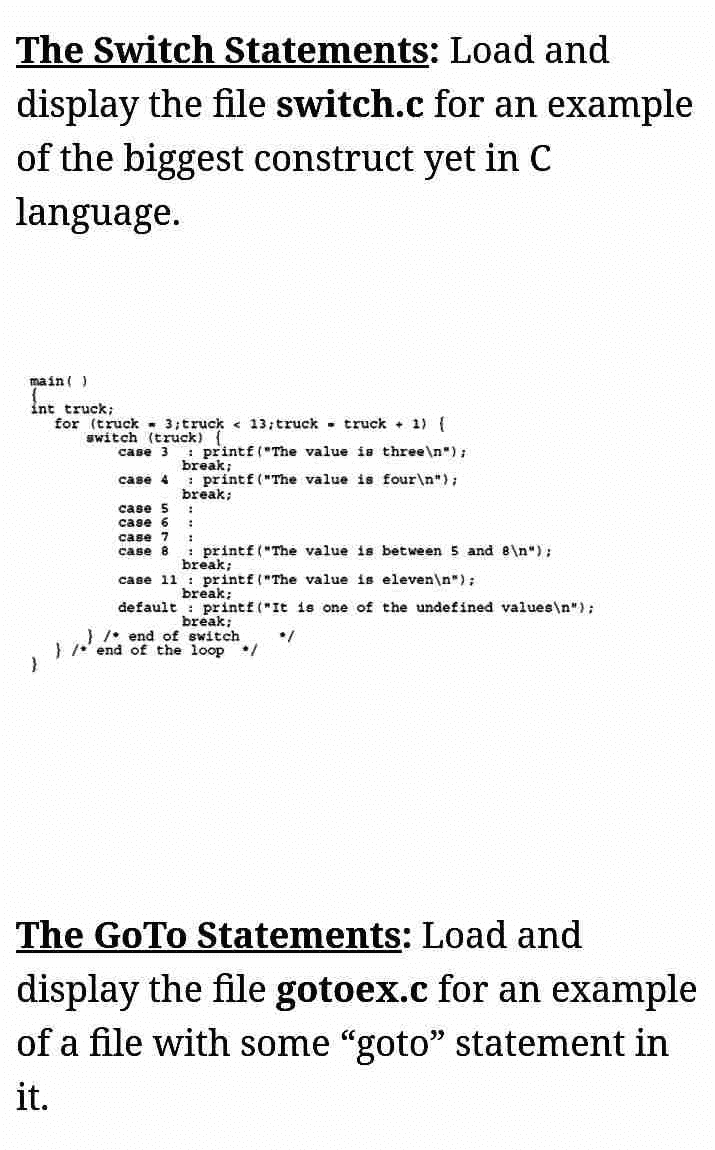 The Switch Statements: Load and
display the file switch.c for an example
of the biggest construct yet in C
language.
main( )
{
int truck;
for (truck = 3;truck < 13;truck = truck + 1) {
switch (truck) {
case 3 : printf("The value is three\n");
break;
case 4 : printf("The value is four\n");
break;
case 5 :
case 6 :
case 7 :
case 8 : printf("The value is between 5 and 8\n");
break;
case 11 : printf("The value is eleven\n");
break;
default : printf("It is one of the undefined values\n");
break;
} /* end of switch */
} /* end of the loop */
}
The GoTo Statements: Load and
display the file gotoex.c for an example
of a file with some “goto” statement in
it.